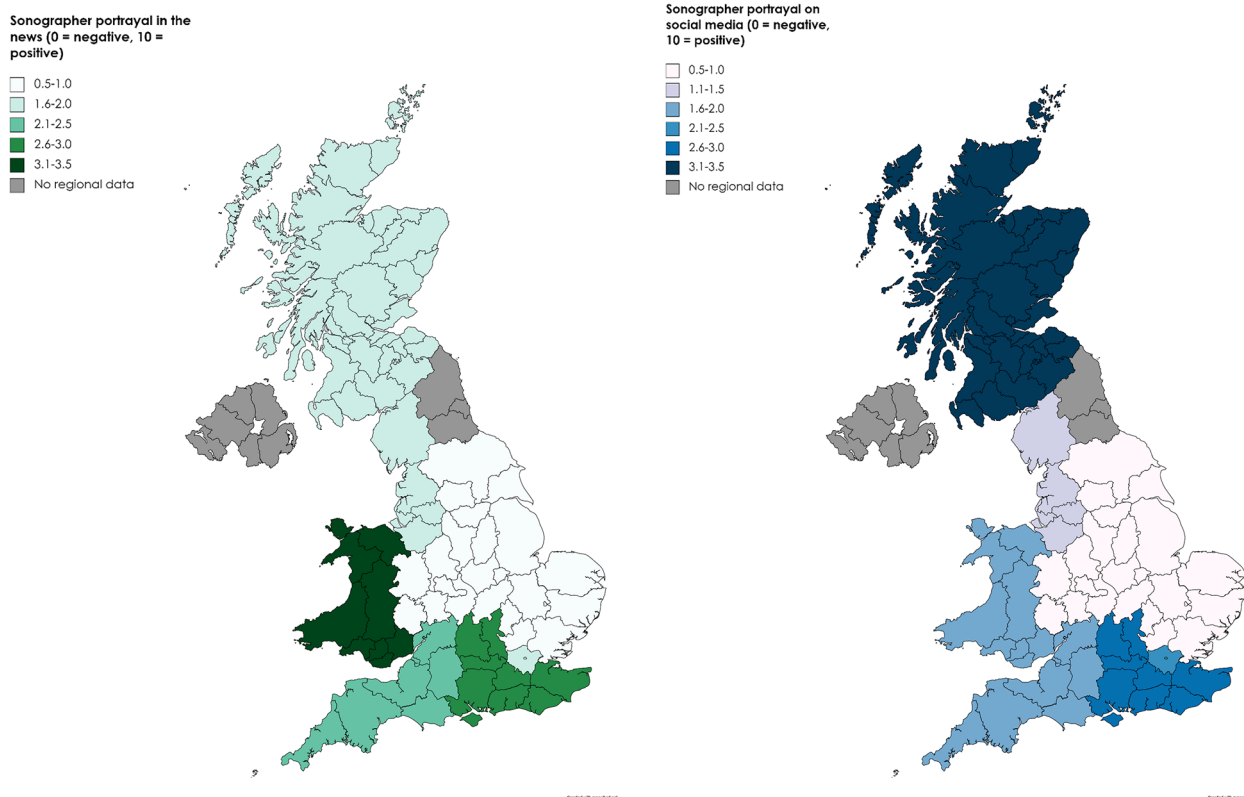 Sonographer portrayal in the
news (0 = negative, 10 =
positive)
0.5-1.0
1.6-2.0
2.1-2.5
2.6-3.0
3.1-3.5
No regional data
Sonographer portrayal on
social media (0 = negative,
10 = positive)
0.5-1.0
1.1-1.5
1.6-2.0
2.1-2.5
2.6-3.0
3.1-3.5
No regional data